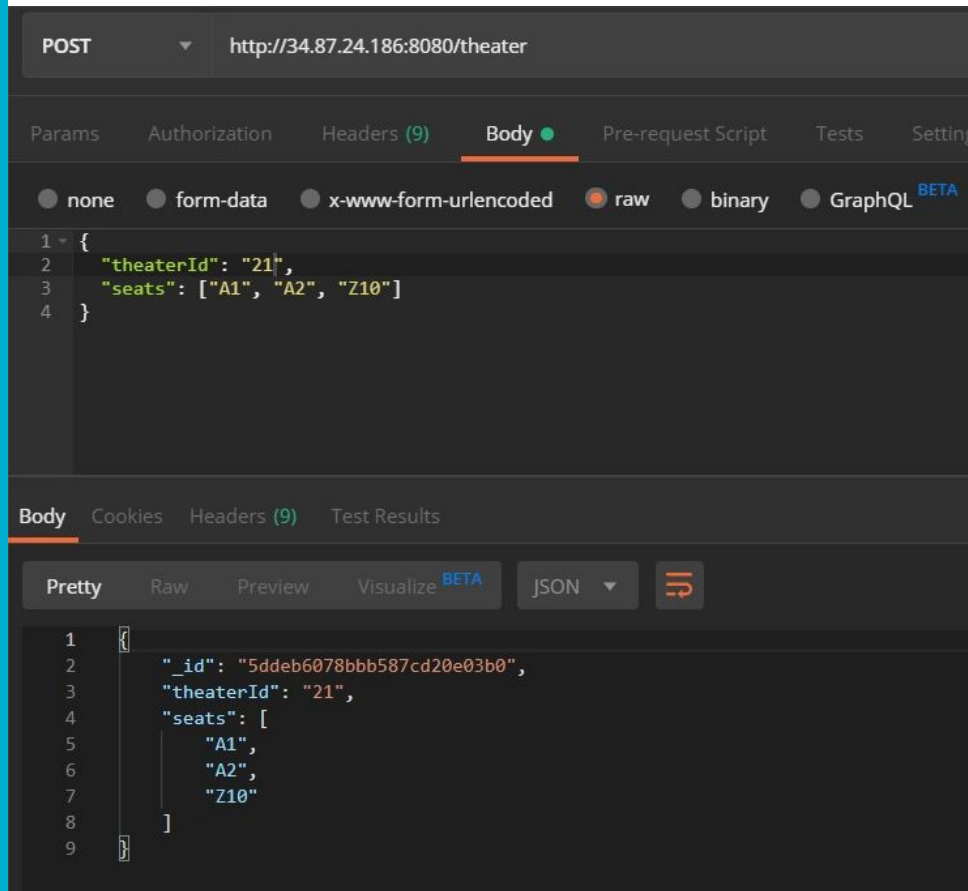 POST http://34.87.24.186:8080/theater
Params Authorization Headers (9) Body Pre-request Script Tests Setting
none form-data x-www-form-urlencoded raw binary GraphQL BETA
1 {
2 "theaterId": "21",
3 "seats": ["A1", "A2", "Z10"]
4 }
Body Cookies Headers (9) Test Results
Pretty Raw Preview Visualize BETA JSON
1 {
2 "_id": "5ddeb6078bbb587cd20e03b0",
3 "theaterId": "21",
4 "seats": [
5 "A1",
6 "A2",
7 "Z10"
8 ]
9 }